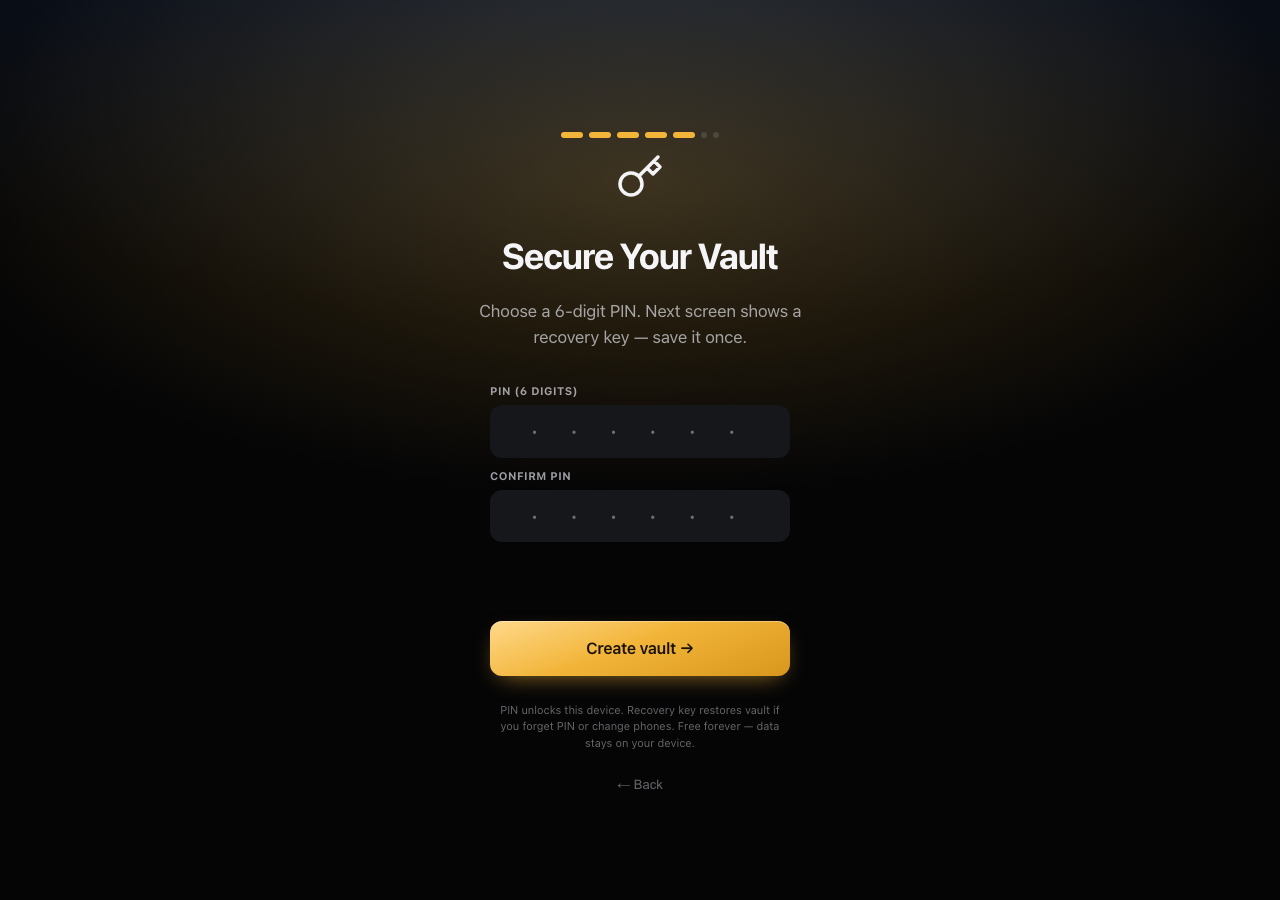 Secure Your Vault
Choose a 6-digit PIN. Next screen shows a
recovery key — save it once.
PIN (6 DIGITS)
• • • • • •
CONFIRM PIN
• • • • • •
Create vault →
PIN unlocks this device. Recovery key restores vault if
you forget PIN or change phones. Free forever — data
stays on your device.
← Back